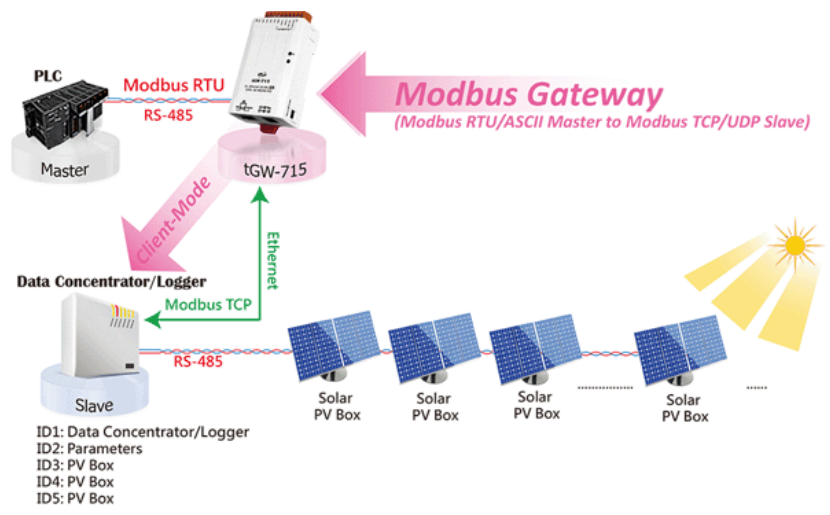 PLC
Modbus RTU
RS-485
Master
tGW-715
Modbus Gateway
(Modbus RTU/ASCII Master to Modbus TCP/UDP Slave)
Client-Mode
Ethernet
Data Concentrator/Logger
Modbus TCP
RS-485
Slave
Solar
PV Box
Solar
PV Box
Solar
PV Box
Solar
PV Box
ID1: Data Concentrator/Logger
ID2: Parameters
ID3: PV Box
ID4: PV Box
ID5: PV Box